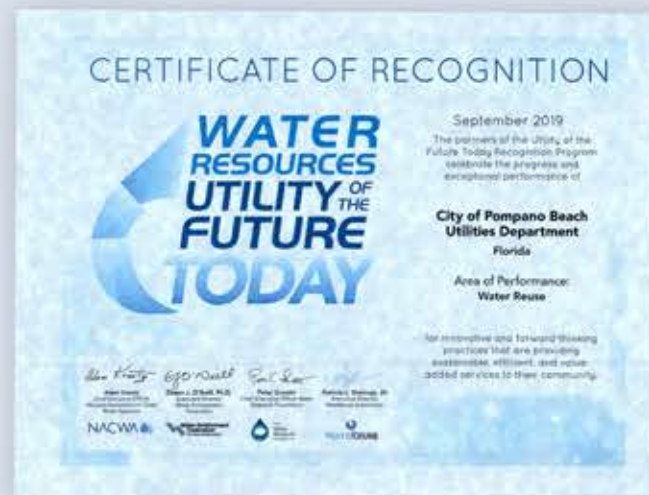 CERTIFICATE OF RECOGNITION
WATER
RESOURCES
UTILITY OF THE
FUTURE
TODAY
September 2019
The partners of the Utility of the
Future Today Recognition Program
celebrate the progress and
exceptional performance of
City of Pompano Beach
Utilities Department
Florida
Area of Performance:
Water Reuse
for innovative and forward thinking
practices that are providing
sustainable, efficient, and value
added services to their community.
NACWA